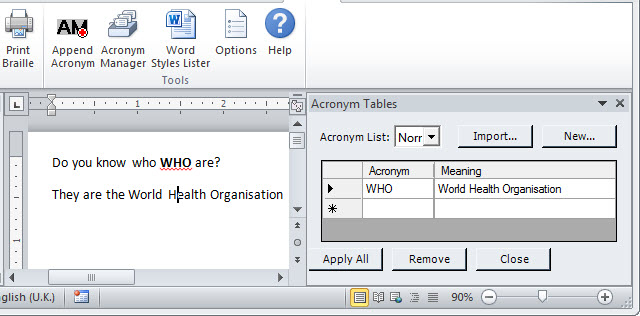 Print Braille
Append Acronym
Acronym Manager
Word Styles Lister
Options
Help
AM
W
Tools
L
1
2
Do you know who WHO are?
They are the World Health Organisation
1
Acronym Tables
Acronym List:
Norr
Import...
New...
Acronym
Meaning
WHO
World Health Organisation
Apply All
Remove
Close
glish (U.K.)
90%